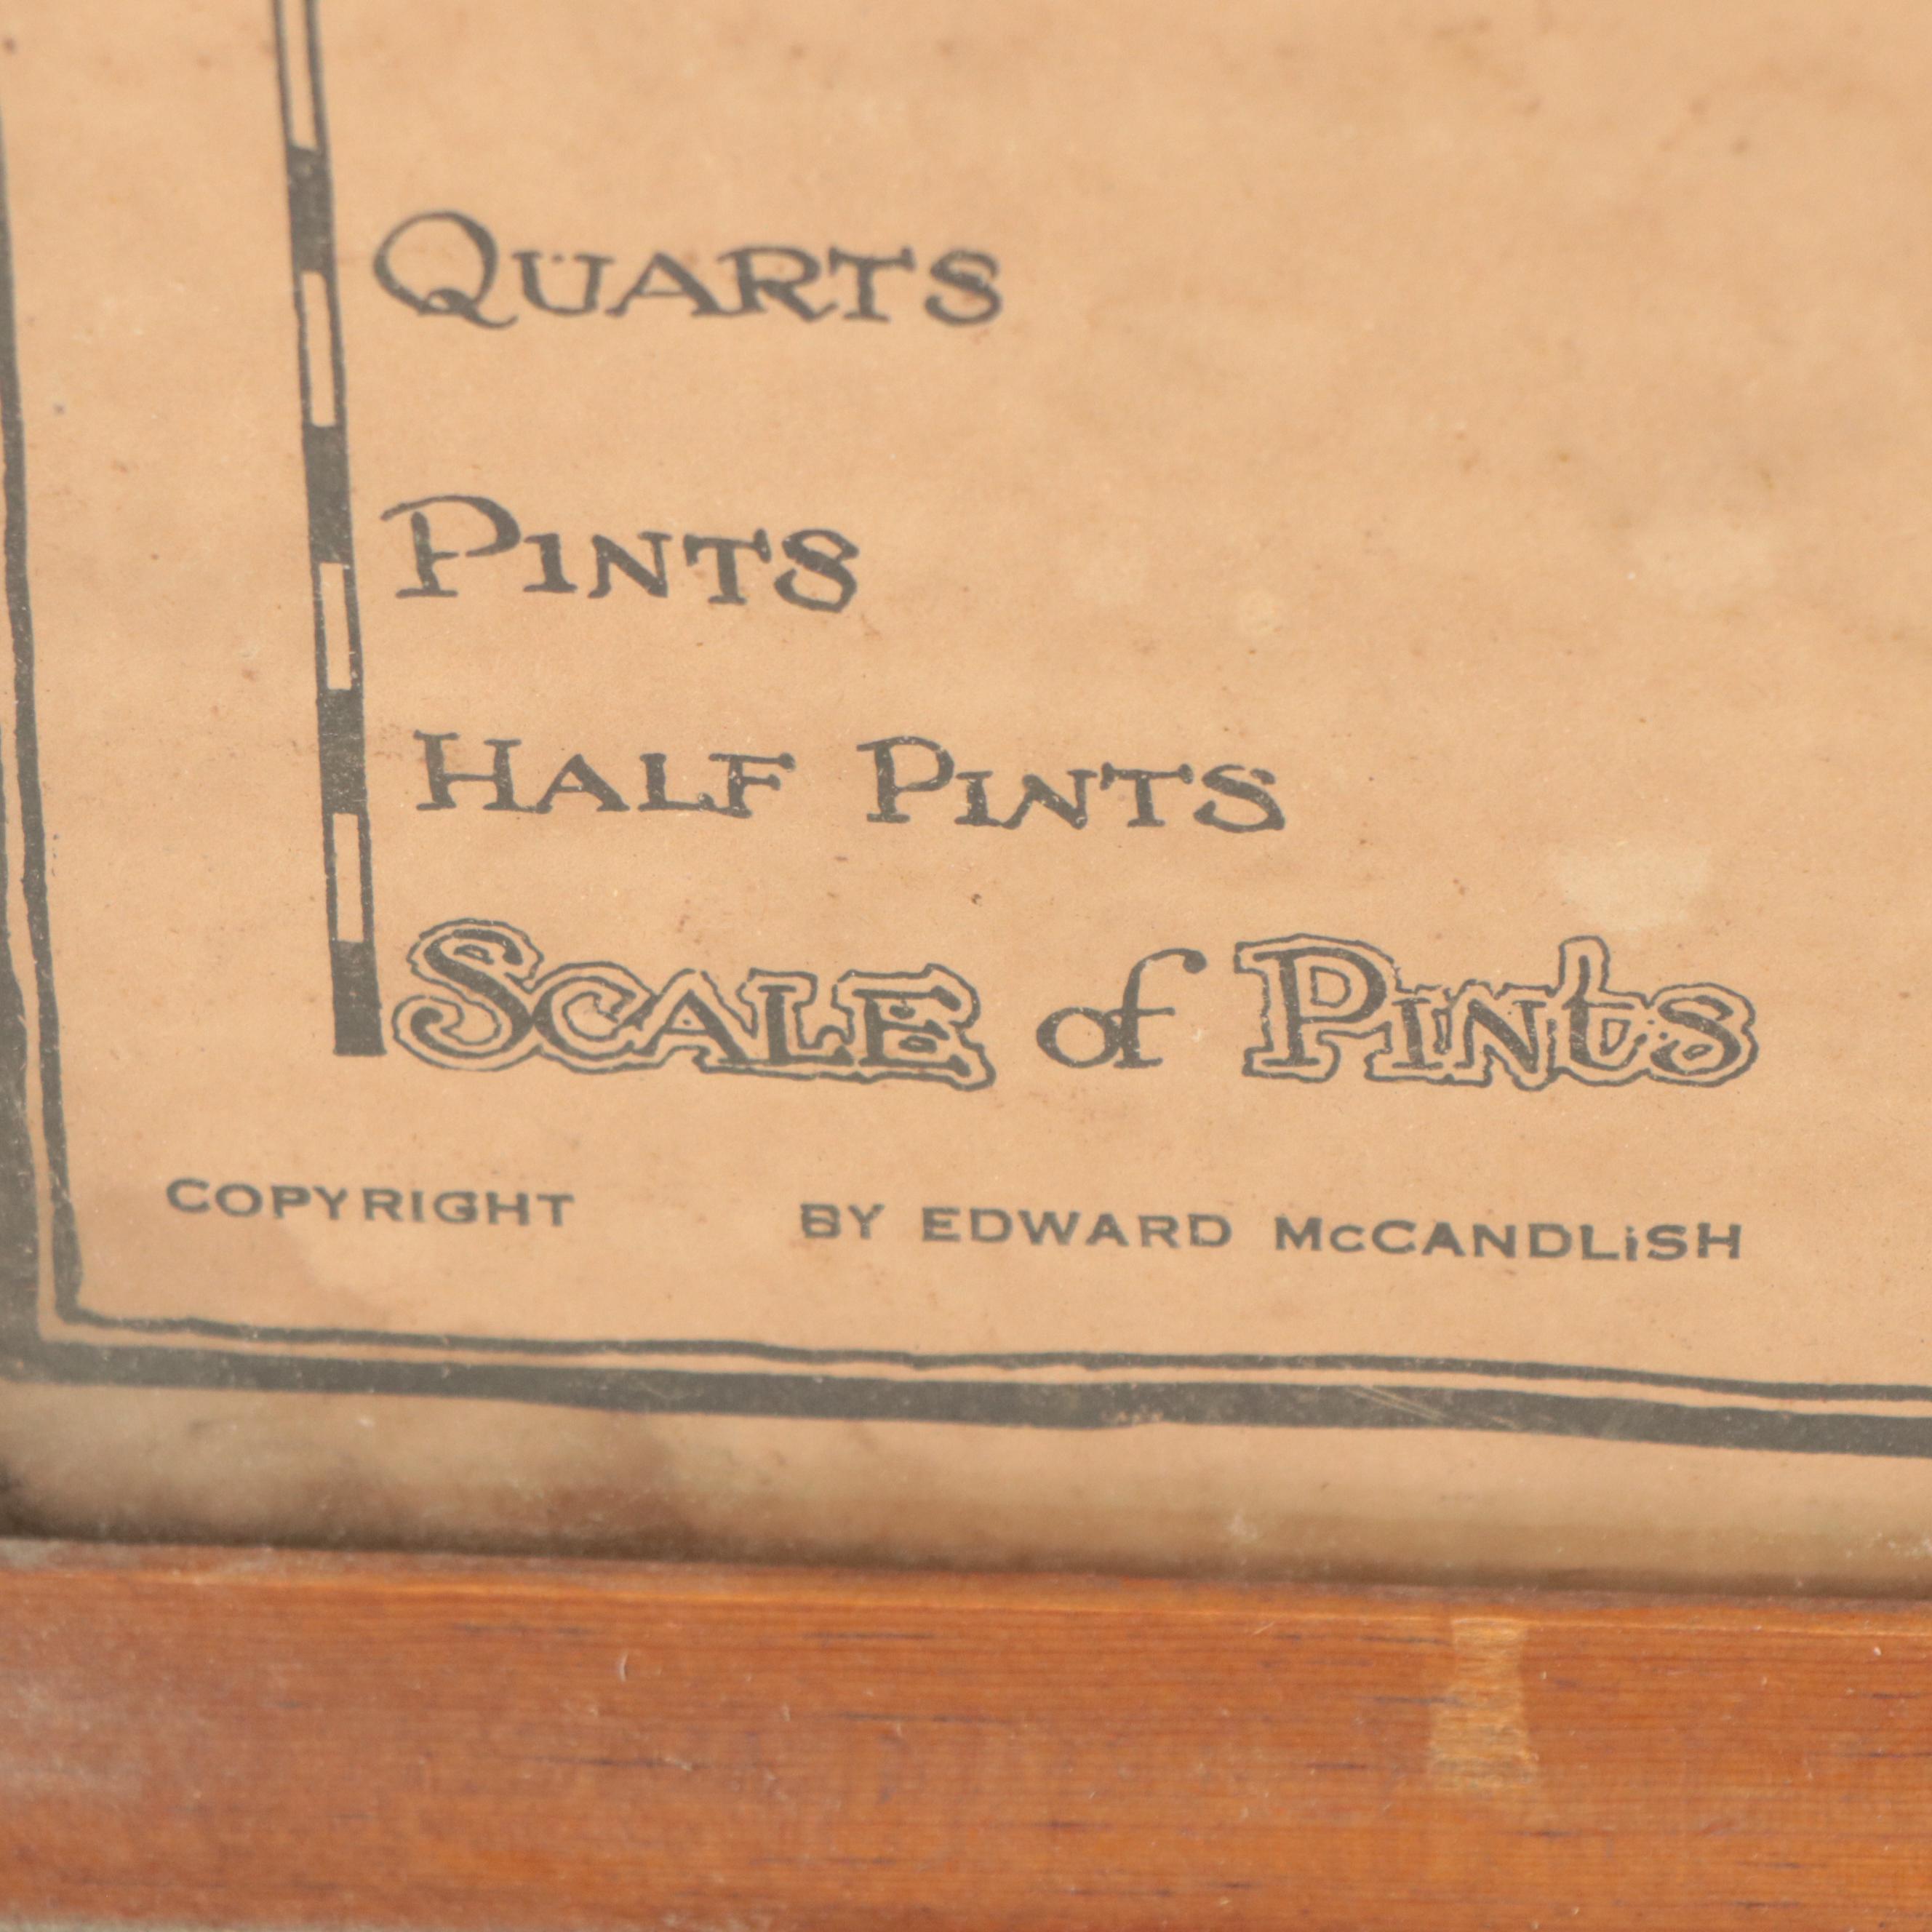 QUARTS
PINTS
HALF PINTS
SCALE of PINtS
COPYRIGHT BY EDWARD McCANDLiSH